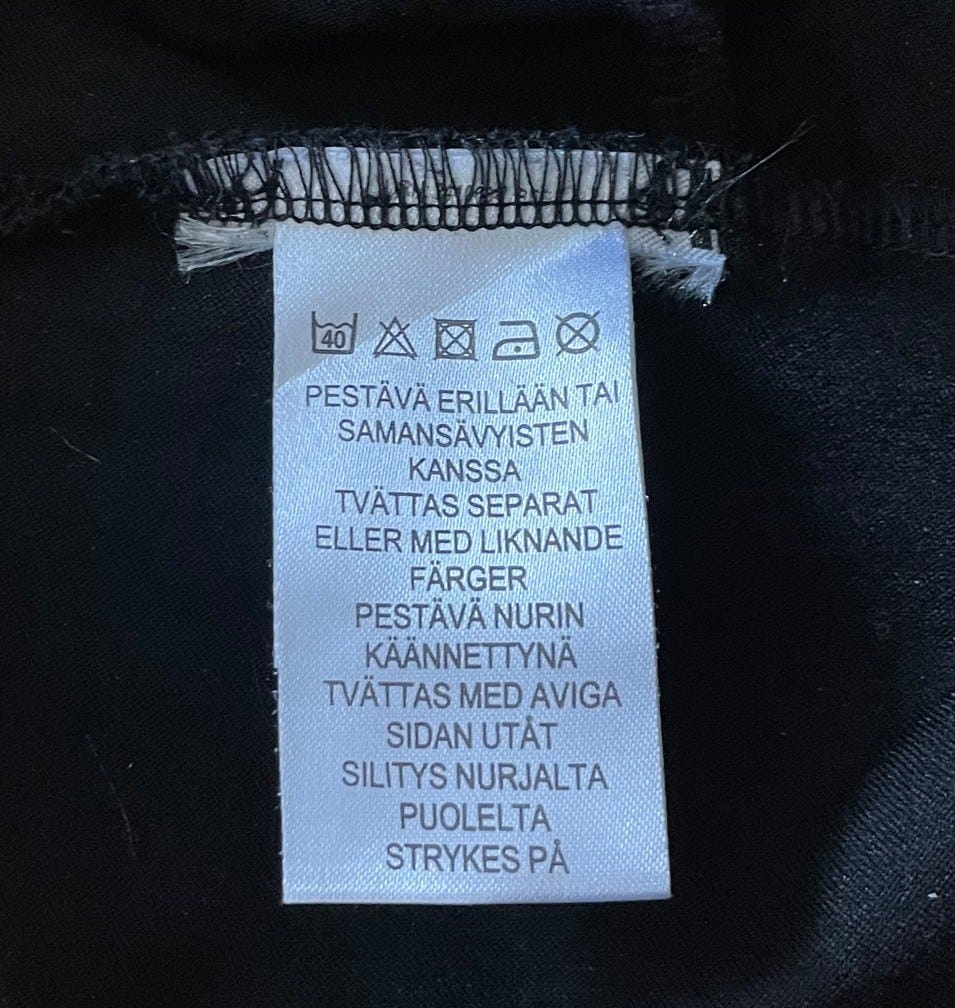 40
PESTÄVÄ ERILLÄÄN TAI
SAMANSÄVYISTEN
KANSSA
TVÄTTAS SEPARAT
ELLER MED LIKNANDE
FÄRGER
PESTÄVÄ NURIN
KÄÄNNETTYNÄ
TVÄTTAS MED AVIGA
SIDAN UTÅT
SILITYS NURJALTA
PUOLELTA
STRYKES PÅ